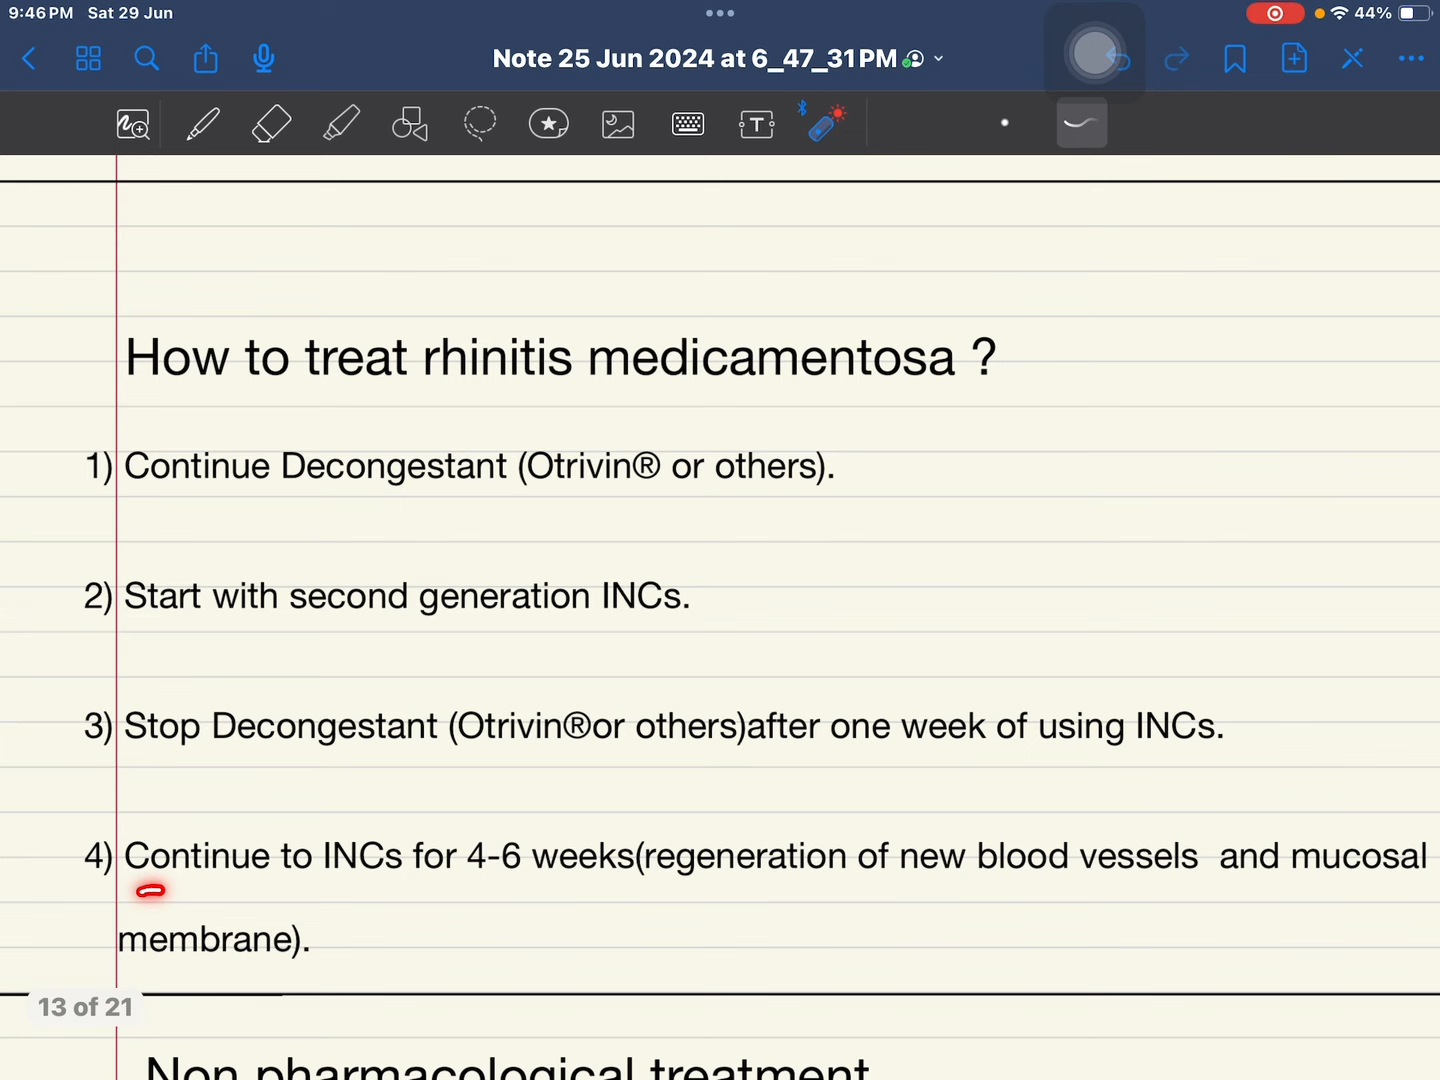 9:46 PM Sat 29 Jun
44%
Note 25 Jun 2024 at 6_47_31 PM
T
How to treat rhinitis medicamentosa ?
1) Continue Decongestant (Otrivin® or others).
2) Start with second generation INCs.
3) Stop Decongestant (Otrivin®or others)after one week of using INCs.
4) Continue to INCs for 4-6 weeks(regeneration of new blood vessels and mucosal
membrane).
13 of 21
Non pharmacological treatment